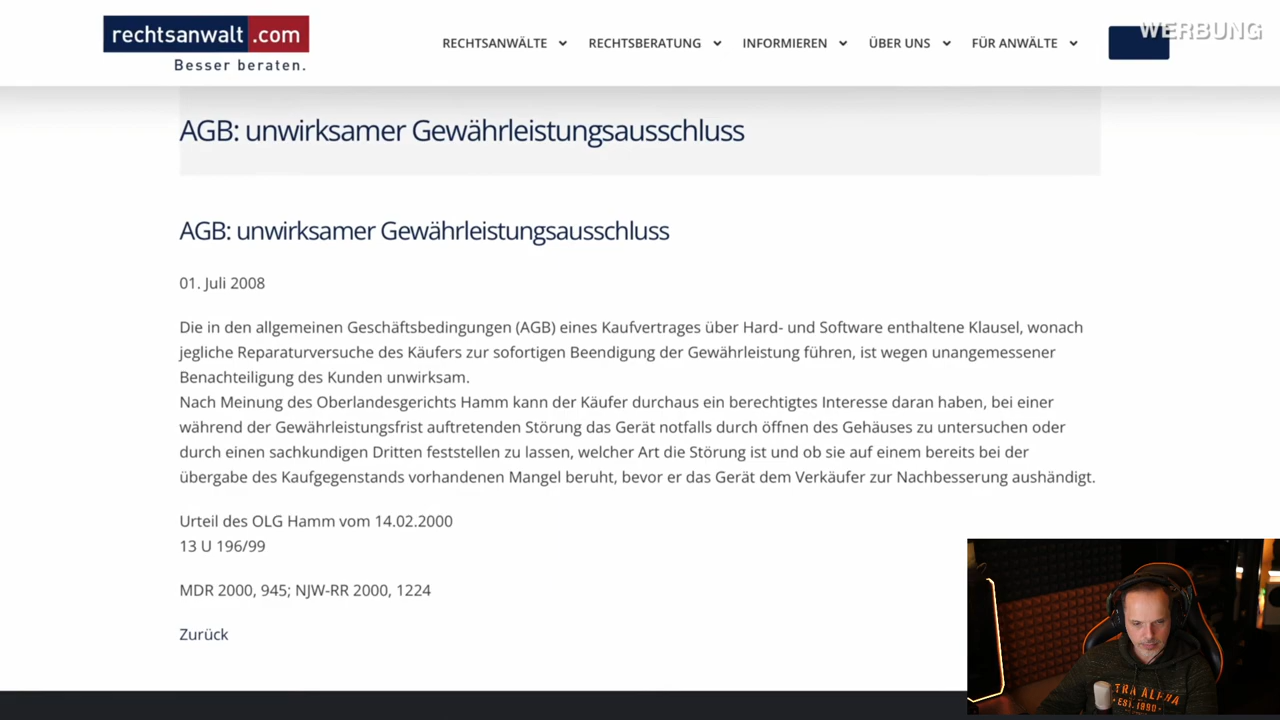 rechtsanwalt.com
Besser beraten.
RECHTSANWÄLTE
RECHTSBERATUNG
INFORMIEREN
ÜBER UNS
FÜR ANWÄLTE
WERBUNG
AGB: unwirksamer Gewährleistungsausschluss
AGB: unwirksamer Gewährleistungsausschluss
01. Juli 2008
Die in den allgemeinen Geschäftsbedingungen (AGB) eines Kaufvertrages über Hard- und Software enthaltene Klausel, wonach
jegliche Reparaturversuche des Käufers zur sofortigen Beendigung der Gewährleistung führen, ist wegen unangemessener
Benachteiligung des Kunden unwirksam.
Nach Meinung des Oberlandesgerichts Hamm kann der Käufer durchaus ein berechtigtes Interesse daran haben, bei einer
während der Gewährleistungsfrist auftretenden Störung das Gerät notfalls durch öffnen des Gehäuses zu untersuchen oder
durch einen sachkundigen Dritten feststellen zu lassen, welcher Art die Störung ist und ob sie auf einem bereits bei der
übergabe des Kaufgegenstands vorhandenen Mangel beruht, bevor er das Gerät dem Verkäufer zur Nachbesserung aushändigt.
Urteil des OLG Hamm vom 14.02.2000
13 U 196/99
MDR 2000, 945; NJW-RR 2000, 1224
Zurück
ALPHA
EST. 1990